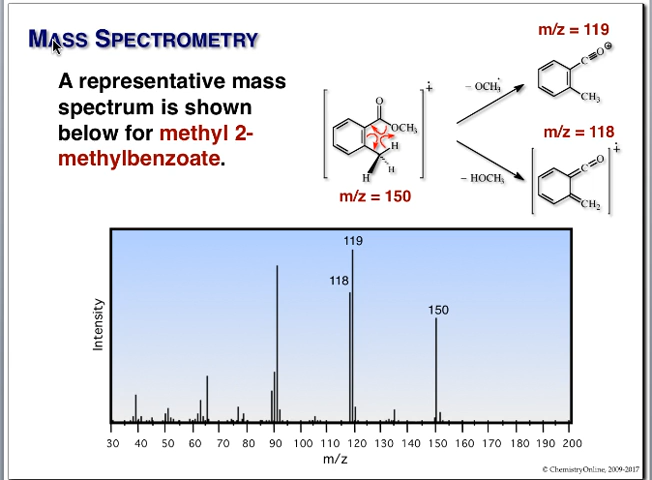 MASS SPECTROMETRY
A representative mass
spectrum is shown
below for methyl 2-
methylbenzoate.
O
OCH3
H
H
H
m/z = 150
− OCH3
− HOCH3
m/z = 119
C≡O⊕
CH3
m/z = 118
C=O
CH2
Intensity
119
118
150
30 40 50 60 70 80 90 100 110 120 130 140 150 160 170 180 190 200
m/z
© ChemistryOnline, 2009-2017